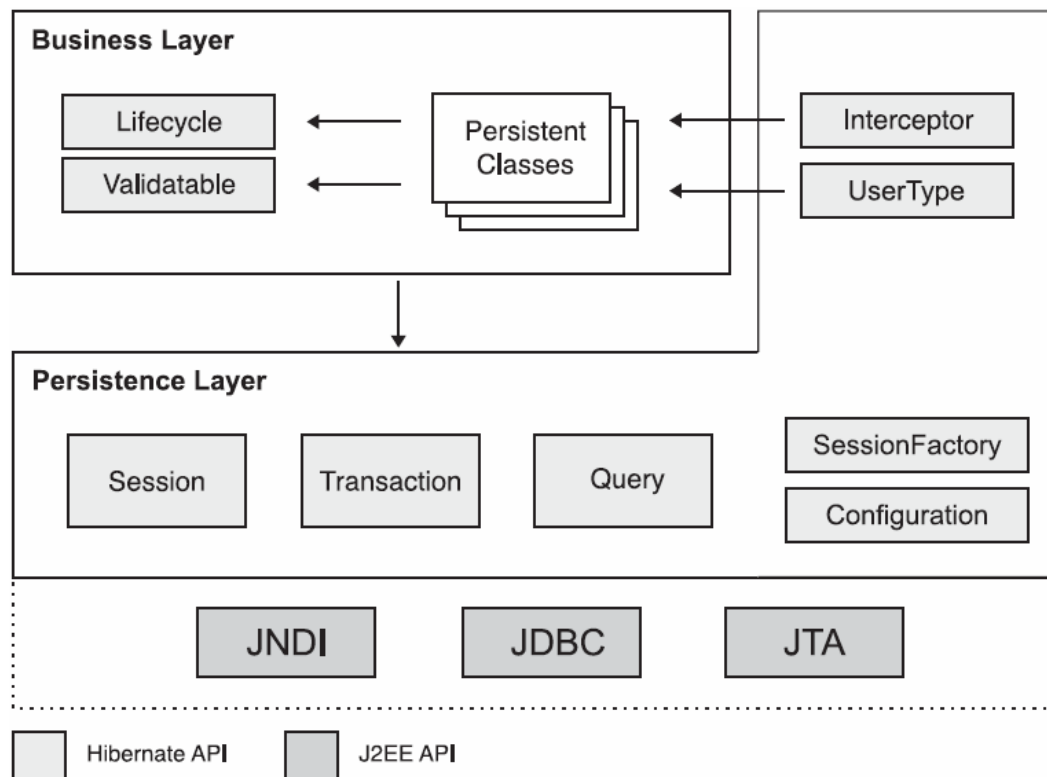 Business Layer
Lifecycle
Validatable
Persistent
Classes
Interceptor
UserType
Persistence Layer
Session
Transaction
Query
SessionFactory
Configuration
JNDI
JDBC
JTA
Hibernate API
J2EE API